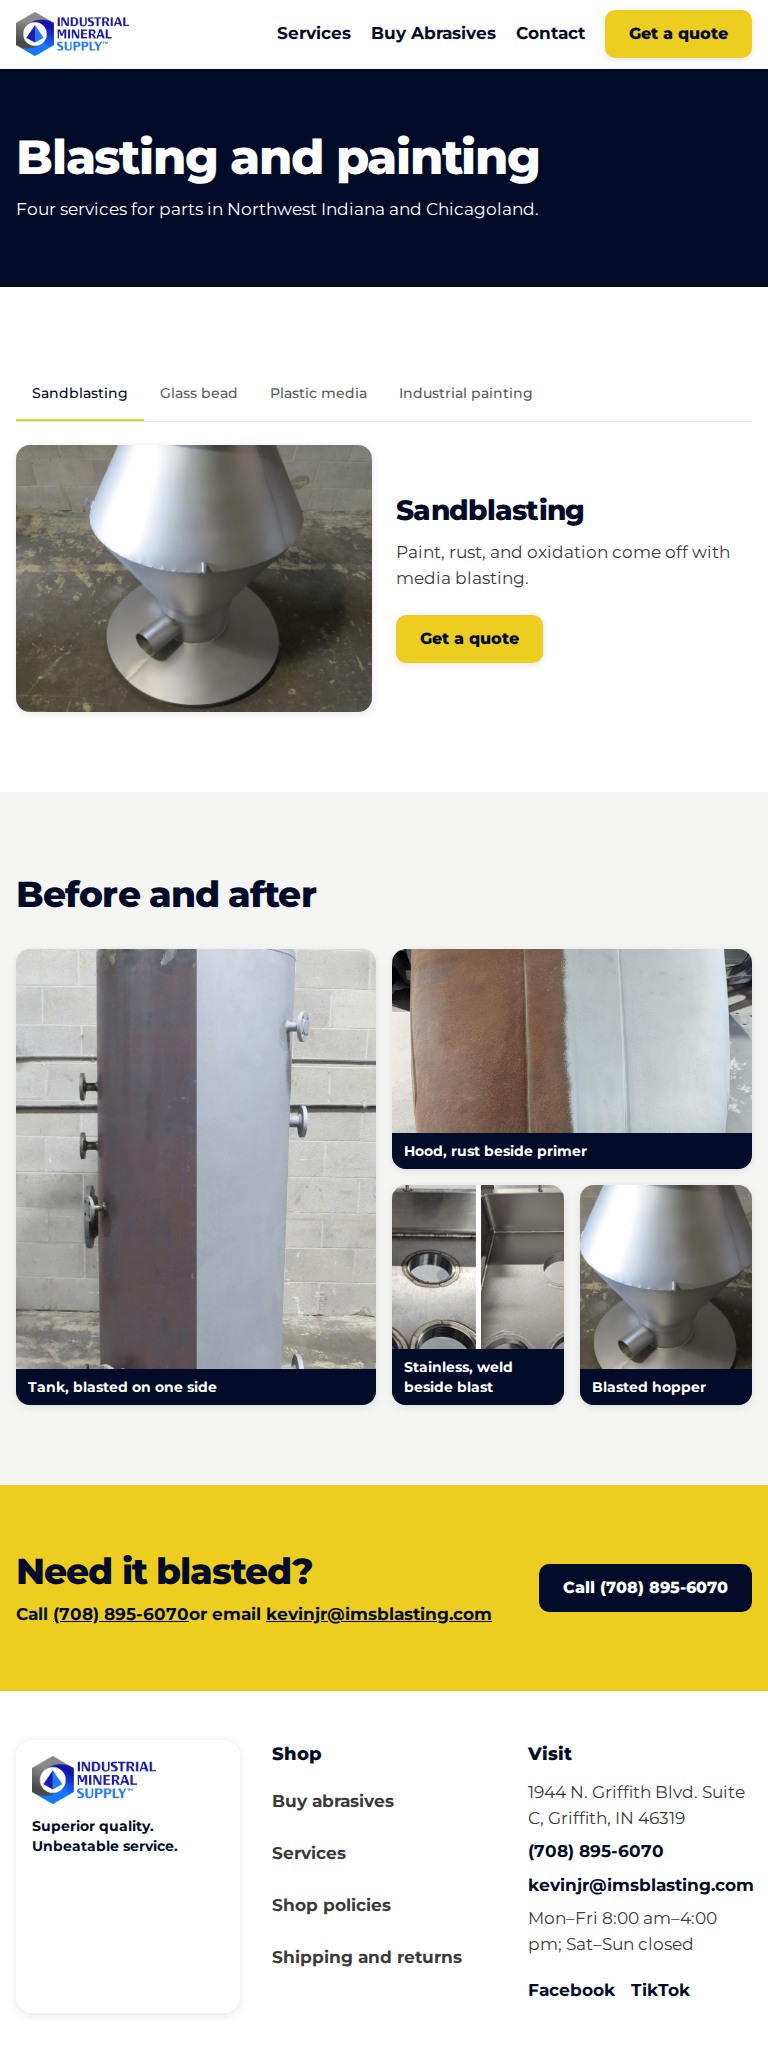 INDUSTRIAL
MINERAL
SUPPLY™
Services Buy Abrasives Contact Get a quote
Blasting and painting
Four services for parts in Northwest Indiana and Chicagoland.
Sandblasting Glass bead Plastic media Industrial painting
Sandblasting
Paint, rust, and oxidation come off with
media blasting.
Get a quote
Before and after
Hood, rust beside primer
Tank, blasted on one side
Stainless, weld
beside blast
Blasted hopper
Need it blasted?
Call (708) 895-6070or email kevinjr@imsblasting.com
Call (708) 895-6070
INDUSTRIAL
MINERAL
SUPPLY™
Superior quality.
Unbeatable service.
Shop
Buy abrasives
Services
Shop policies
Shipping and returns
Visit
1944 N. Griffith Blvd. Suite
C, Griffith, IN 46319
(708) 895-6070
kevinjr@imsblasting.com
Mon–Fri 8:00 am–4:00
pm; Sat–Sun closed
Facebook TikTok